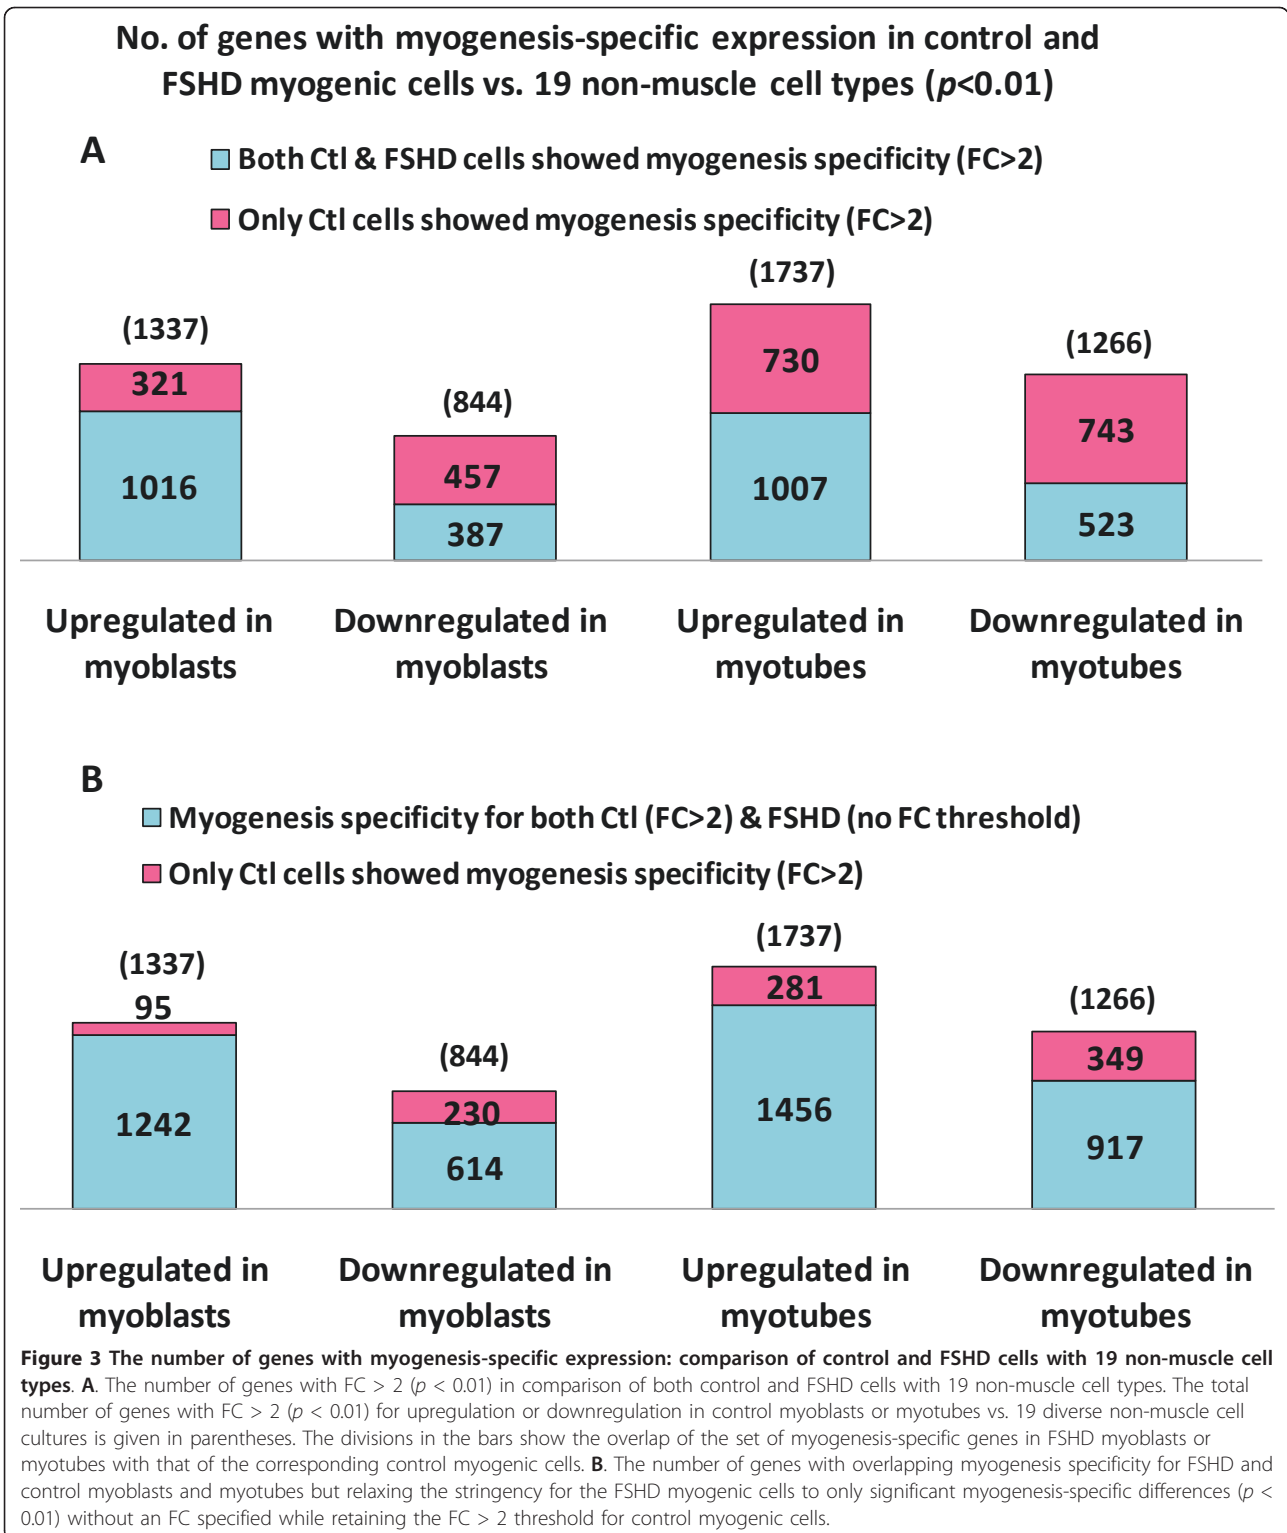 No. of genes with myogenesis-specific expression in control and
FSHD myogenic cells vs. 19 non-muscle cell types (p<0.01)
A
Both Ctl & FSHD cells showed myogenesis specificity (FC>2)
Only Ctl cells showed myogenesis specificity (FC>2)
(1337)
321
1016
(844)
457
387
(1737)
730
1007
(1266)
743
523
Upregulated in
myoblasts
Downregulated in
myoblasts
Upregulated in
myotubes
Downregulated in
myotubes
B
Myogenesis specificity for both Ctl (FC>2) & FSHD (no FC threshold)
Only Ctl cells showed myogenesis specificity (FC>2)
(1337)
95
1242
(844)
230
614
(1737)
281
1456
(1266)
349
917
Upregulated in
myoblasts
Downregulated in
myoblasts
Upregulated in
myotubes
Downregulated in
myotubes
Figure 3 The number of genes with myogenesis-specific expression: comparison of control and FSHD cells with 19 non-muscle cell
types. A. The number of genes with FC > 2 (p < 0.01) in comparison of both control and FSHD cells with 19 non-muscle cell types. The total
number of genes with FC > 2 (p < 0.01) for upregulation or downregulation in control myoblasts or myotubes vs. 19 diverse non-muscle cell
cultures is given in parentheses. The divisions in the bars show the overlap of the set of myogenesis-specific genes in FSHD myoblasts or
myotubes with that of the corresponding control myogenic cells. B. The number of genes with overlapping myogenesis specificity for FSHD and
control myoblasts and myotubes but relaxing the stringency for the FSHD myogenic cells to only significant myogenesis-specific differences (p <
0.01) without an FC specified while retaining the FC > 2 threshold for control myogenic cells.